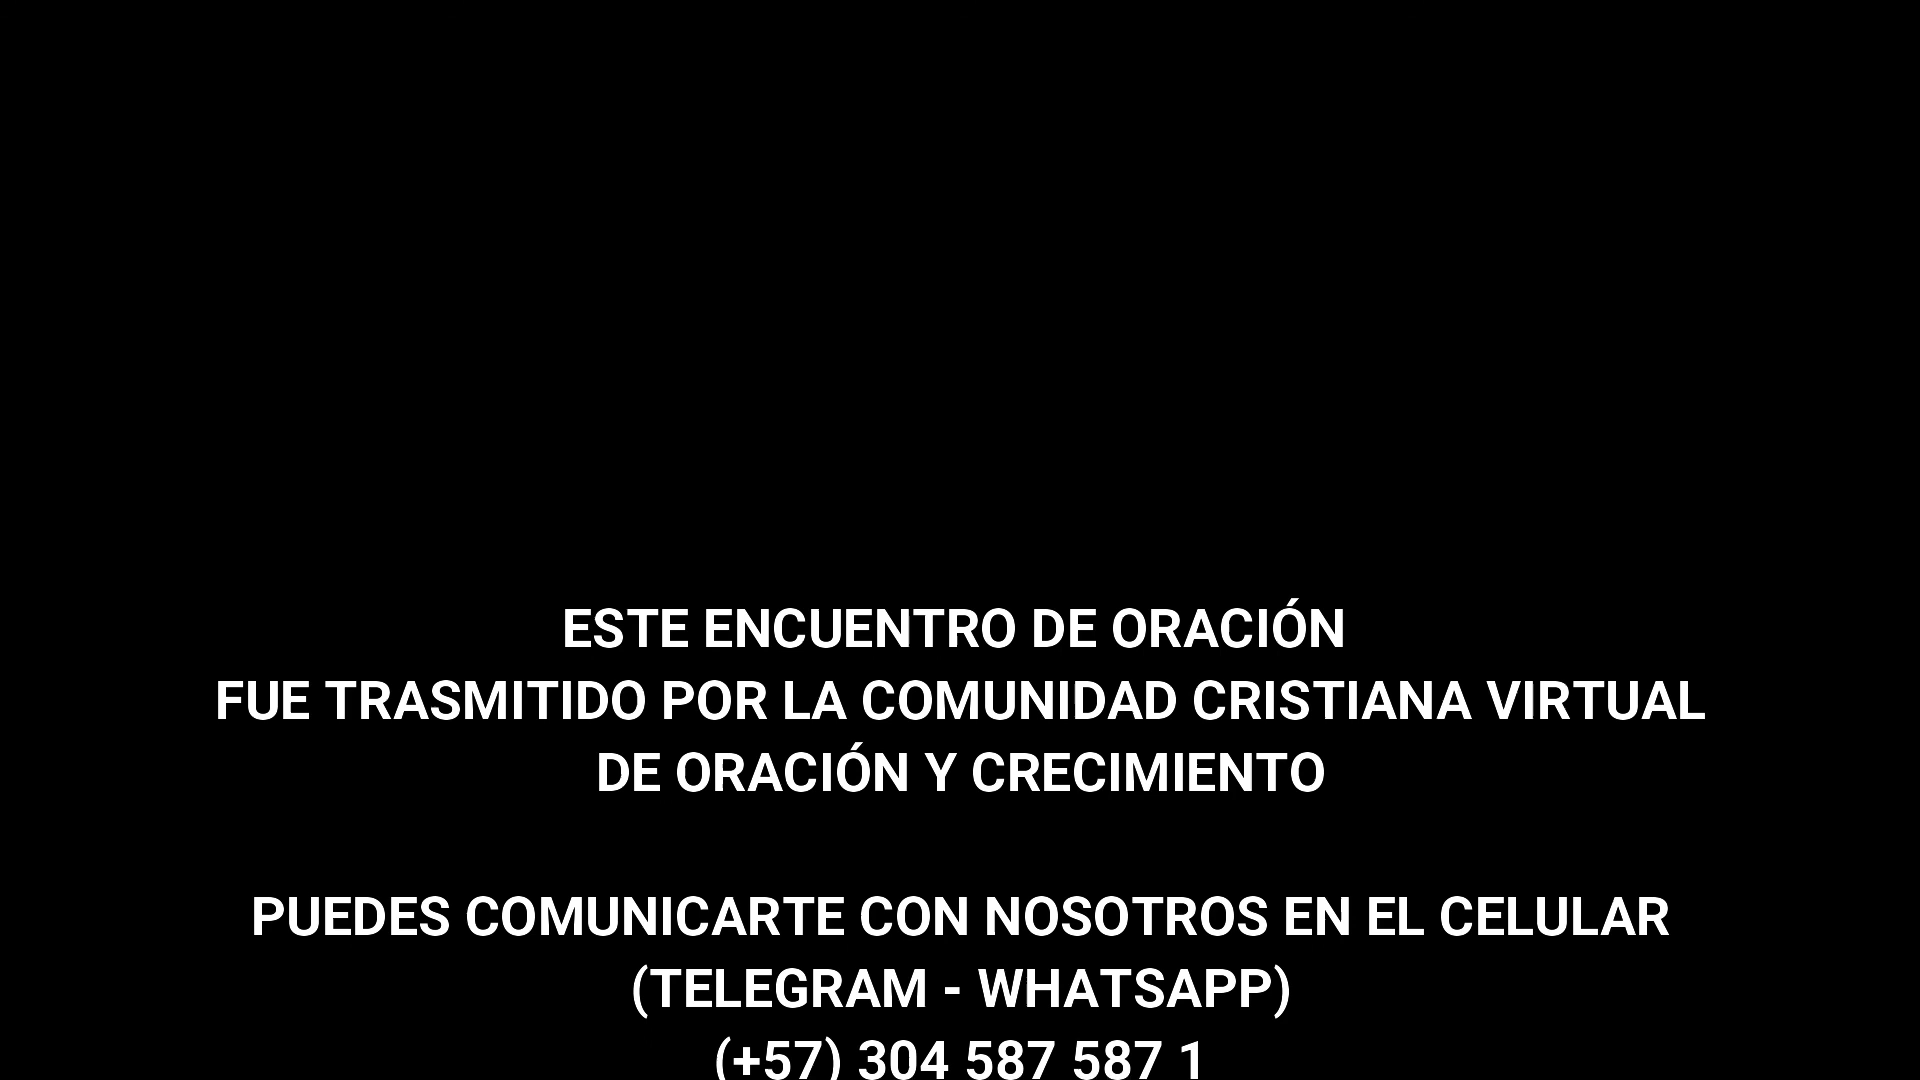 ESTE ENCUENTRO DE ORACIÓN
FUE TRASMITIDO POR LA COMUNIDAD CRISTIANA VIRTUAL
DE ORACIÓN Y CRECIMIENTO
PUEDES COMUNICARTE CON NOSOTROS EN EL CELULAR
(TELEGRAM - WHATSAPP)
(+57) 304 587 587 1